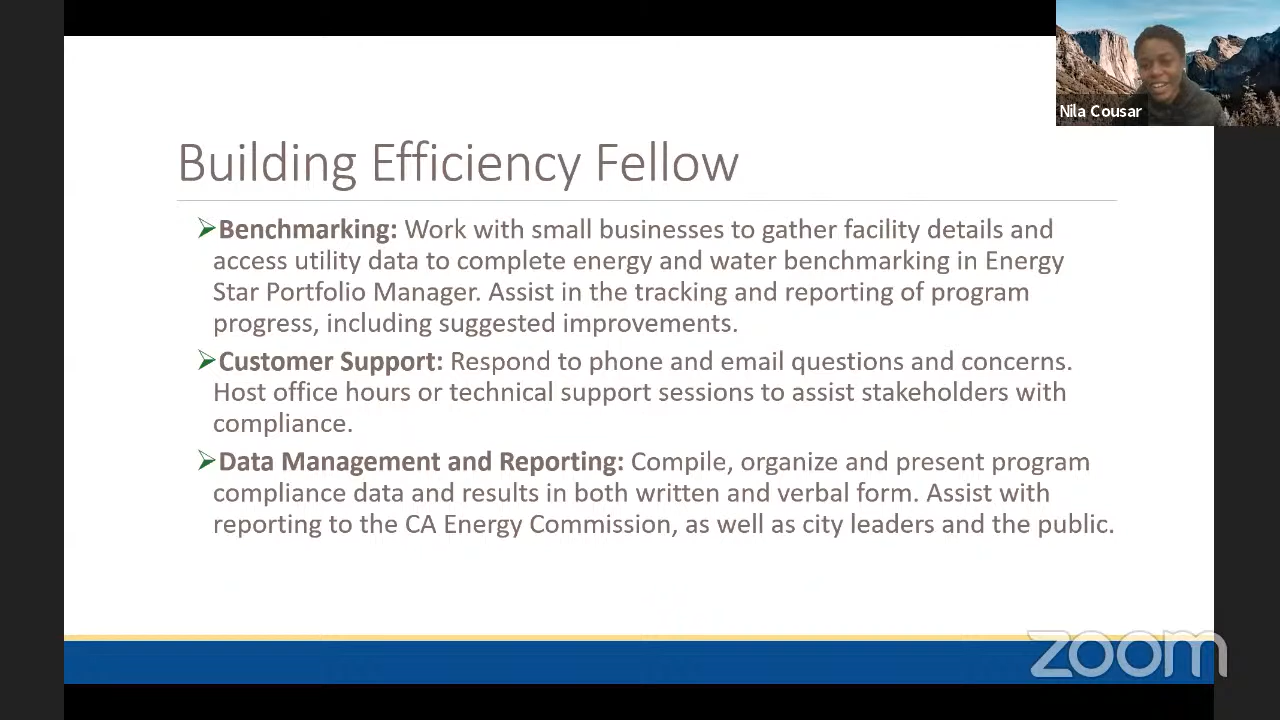 Nila Cousar
Building Efficiency Fellow
➢Benchmarking: Work with small businesses to gather facility details and
access utility data to complete energy and water benchmarking in Energy
Star Portfolio Manager. Assist in the tracking and reporting of program
progress, including suggested improvements.
➢Customer Support: Respond to phone and email questions and concerns.
Host office hours or technical support sessions to assist stakeholders with
compliance.
➢Data Management and Reporting: Compile, organize and present program
compliance data and results in both written and verbal form. Assist with
reporting to the CA Energy Commission, as well as city leaders and the public.
zoom